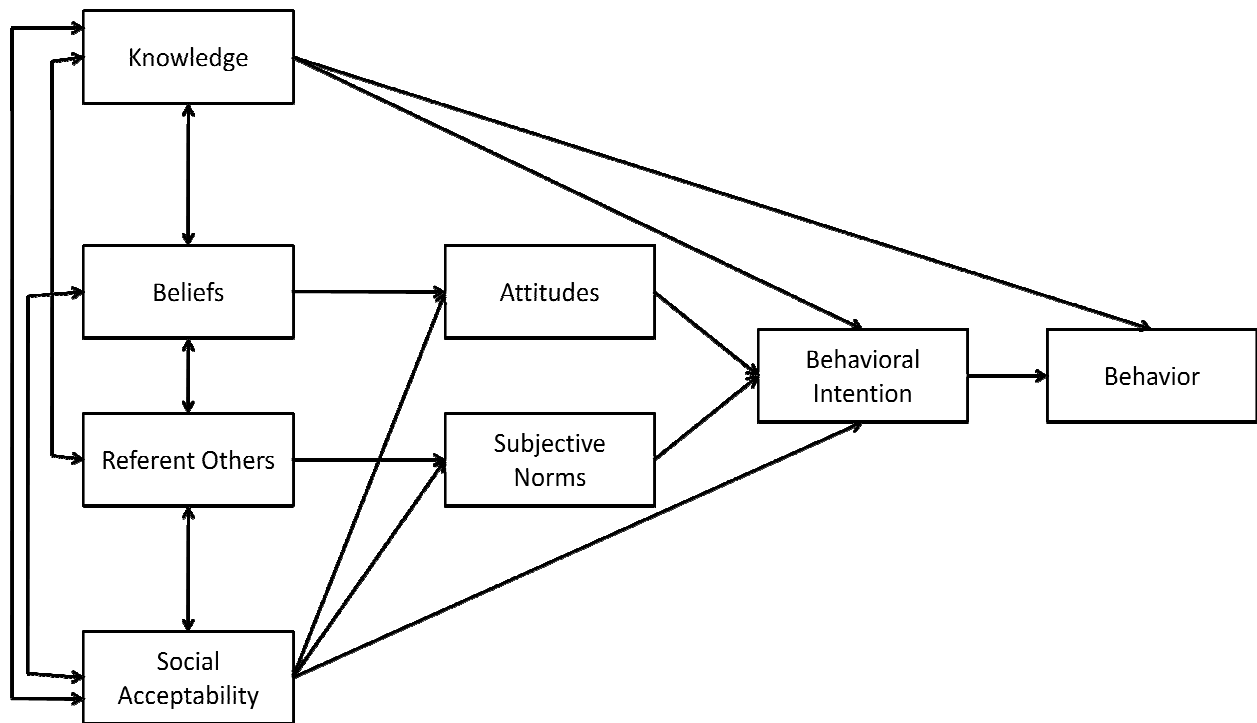 Knowledge
Beliefs
Attitudes
Behavioral
Intention
Behavior
Referent Others
Subjective
Norms
Social
Acceptability